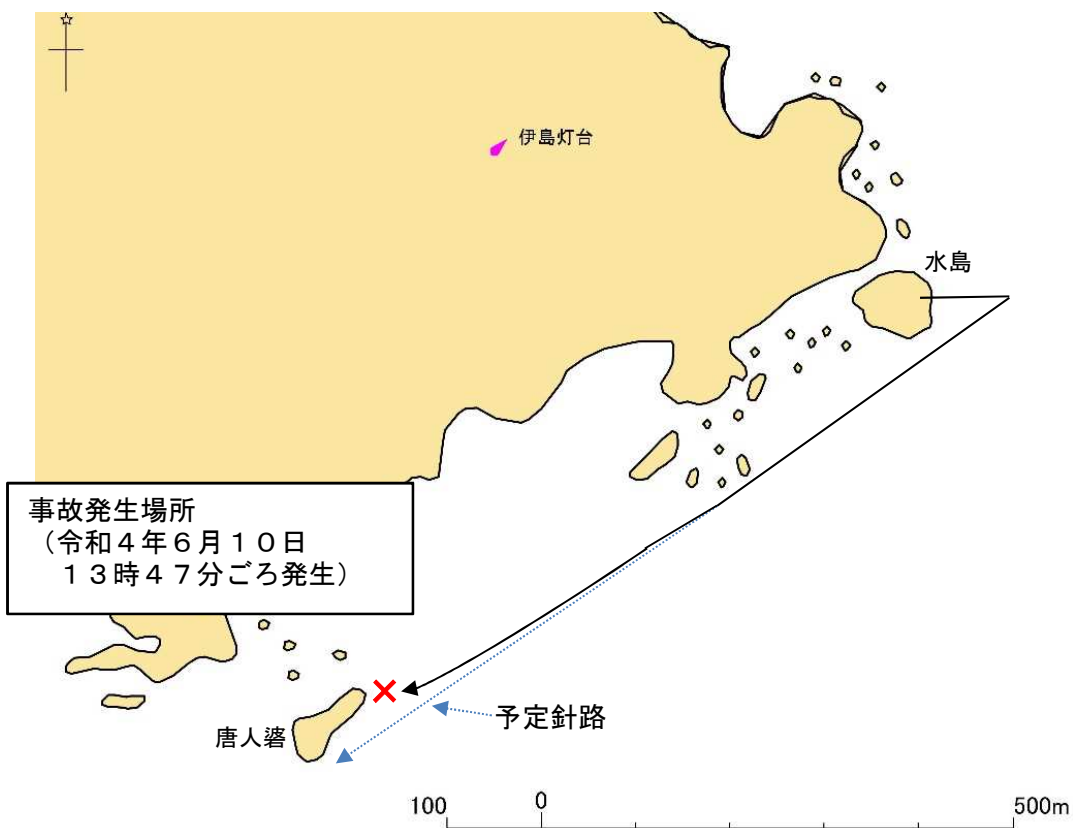 伊島灯台
水島
事故発生場所
(令和4年6月10日
13時47分ごろ発生)
予定針路
唐人碆
100 0 500m